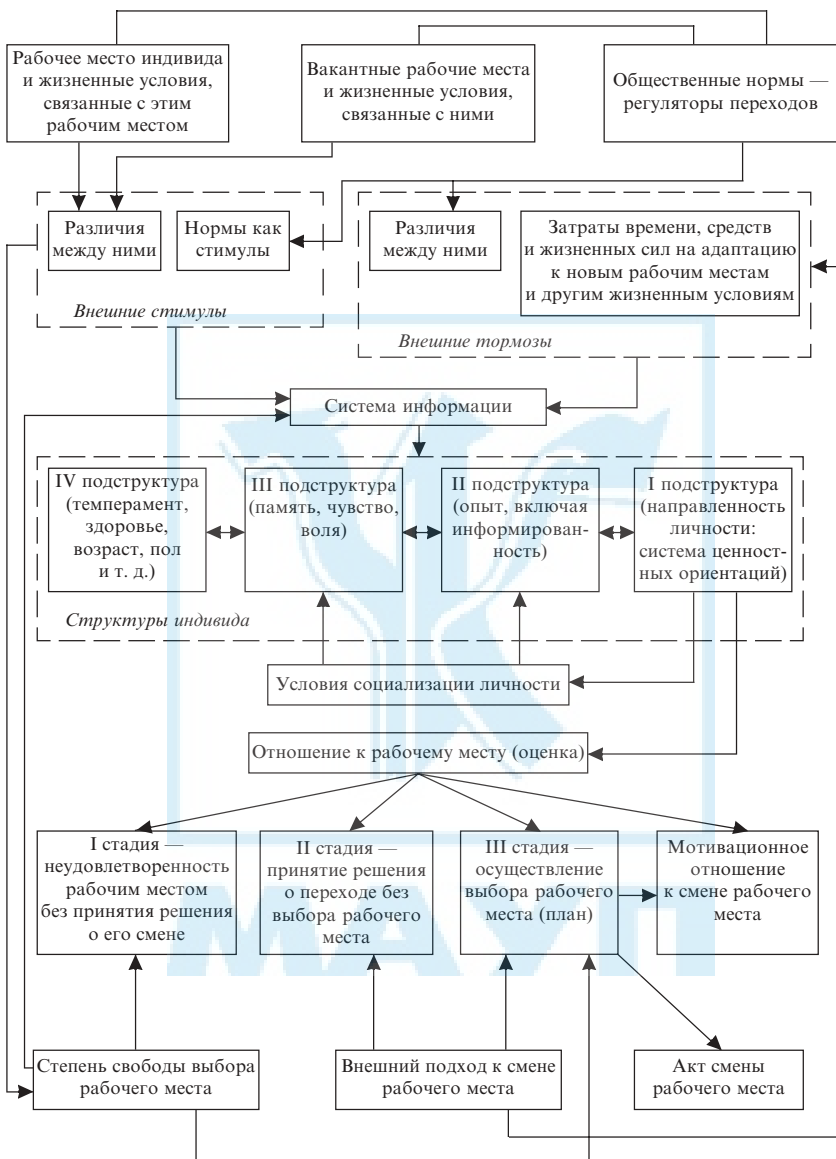 Рабочее место индивида
и жизненные условия,
связанные с этим
рабочим местом
Вакантные рабочие места
и жизненные условия,
связанные с ними
Общественные нормы —
регуляторы переходов
Различия
между ними
Нормы как
стимулы
Внешние стимулы
Различия
между ними
Затраты времени, средств
и жизненных сил на адаптацию
к новым рабочим местам
и другим жизненным условиям
Внешние тормозы
Система информации
IV подструктура
(темперамент,
здоровье,
возраст, пол
и т. д.)
III подструктура
(память, чувство,
воля)
II подструктура
(опыт, включая
информирован-
ность)
I подструктура
(направленность
личности:
система ценност-
ных ориентаций)
Структуры индивида
Условия социализации личности
Отношение к рабочему месту (оценка)
I стадия —
неудовлетворенность
рабочим местом
без принятия решения
о его смене
II стадия —
принятие решения
о переходе без
выбора рабочего
места
III стадия —
осуществление
выбора рабочего
места (план)
Мотивационное
отношение
к смене рабочего
места
МАУП
Степень свободы выбора
рабочего места
Внешний подход к смене
рабочего места
Акт смены
рабочего места